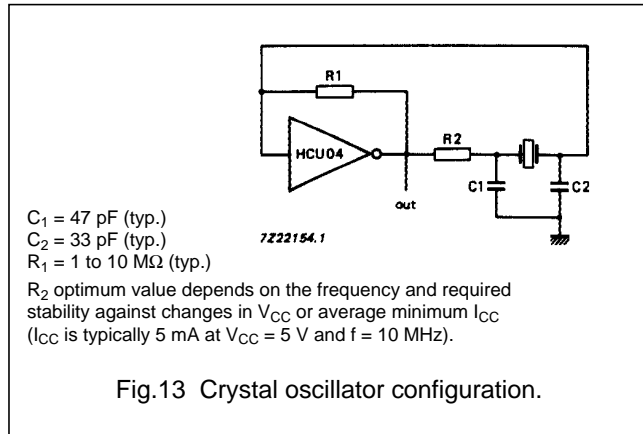 R1
HCU04
R2
C1
C2
out
7Z22154.1
C1 = 47 pF (typ.)
C2 = 33 pF (typ.)
R1 = 1 to 10 MΩ (typ.)
R2 optimum value depends on the frequency and required
stability against changes in VCC or average minimum ICC
(ICC is typically 5 mA at VCC = 5 V and f = 10 MHz).
Fig.13 Crystal oscillator configuration.